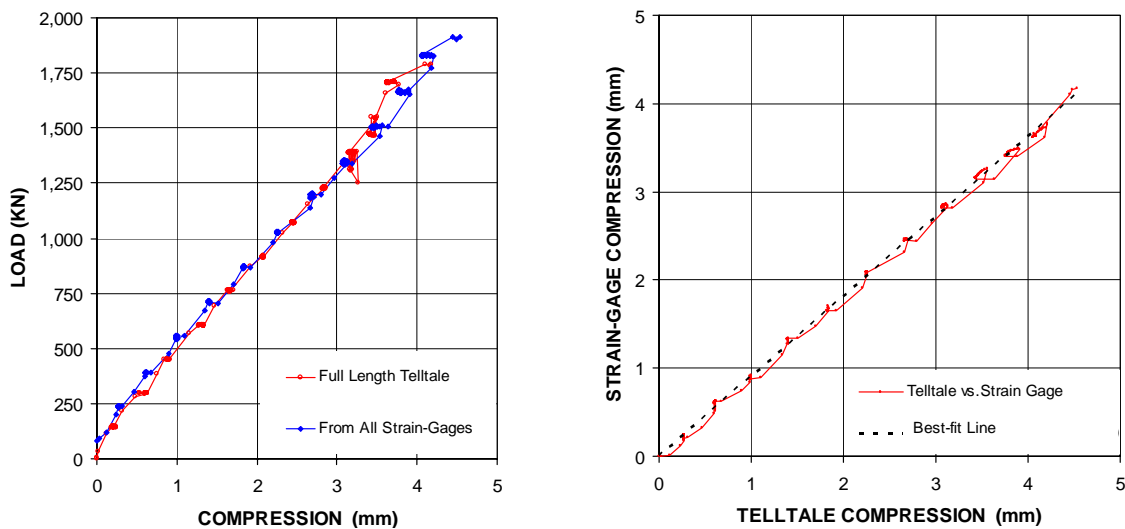 2,000
1,750
1,500
1,250
1,000
750
500
250
0
LOAD (KN)
Full Length Telltale
From All Strain-Gages
0 1 2 3 4 5
COMPRESSION (mm)
5
4
3
2
1
0
STRAIN-GAGE COMPRESSION (mm)
Telltale vs.Strain Gage
Best-fit Line
0 1 2 3 4 5
TELLTALE COMPRESSION (mm)